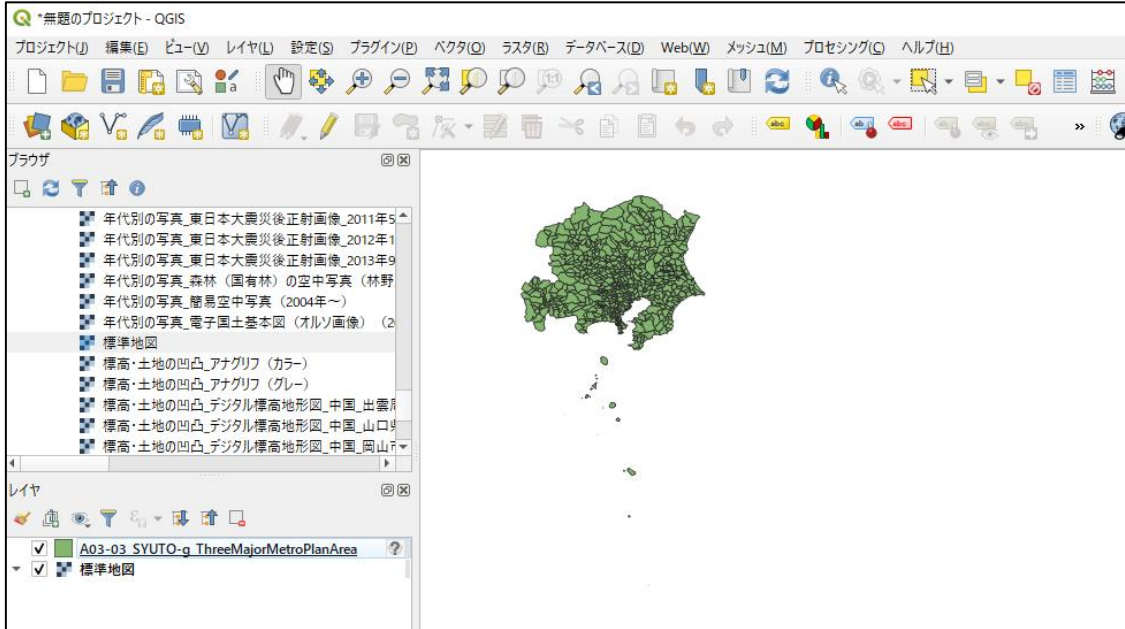 *無題のプロジェクト - QGIS
プロジェクト(J) 編集(E) ビュー(V) レイヤ(L) 設定(S) プラグイン(P) ベクタ(O) ラスタ(R) データベース(D) Web(W) メッシュ(M) プロセシング(C) ヘルプ(H)
ブラウザ
年代別の写真_東日本大震災後正射画像_2011年5
年代別の写真_東日本大震災後正射画像_2012年1
年代別の写真_東日本大震災後正射画像_2013年9
年代別の写真_森林（国有林）の空中写真（林野
年代別の写真_簡易空中写真（2004年～）
年代別の写真_電子国土基本図（オルソ画像）（2
標準地図
標高・土地の凹凸_アナグリフ（カラー）
標高・土地の凹凸_アナグリフ（グレー）
標高・土地の凹凸_デジタル標高地形図_中国_出雲
標高・土地の凹凸_デジタル標高地形図_中国_山口
標高・土地の凹凸_デジタル標高地形図_中国_岡山
レイヤ
A03-03_SYUTO-g_ThreeMajorMetroPlanArea
標準地図